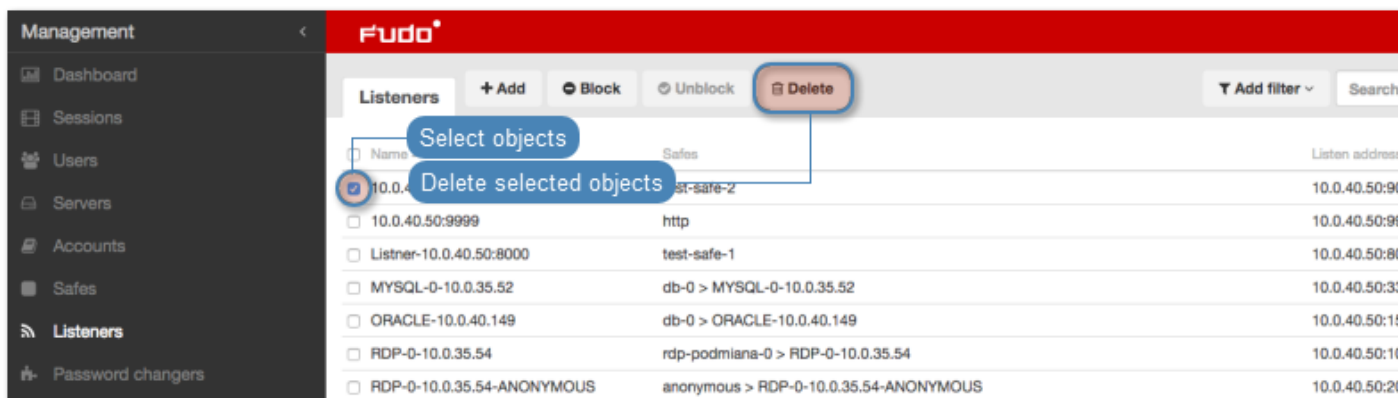 Management
Fudo
Dashboard
Sessions
Users
Servers
Accounts
Safes
Listeners
Password changers
Listeners
+ Add
Block
Unblock
Delete
Add filter
Search
Select objects
Delete selected objects
Name
Safes
Listen address
test-safe-2
10.0.40.50:9999
http
Listner-10.0.40.50:8000
test-safe-1
MYSQL-0-10.0.35.52
db-0 > MYSQL-0-10.0.35.52
ORACLE-10.0.40.149
db-0 > ORACLE-10.0.40.149
RDP-0-10.0.35.54
rdp-podmiana-0 > RDP-0-10.0.35.54
RDP-0-10.0.35.54-ANONYMOUS
anonymous > RDP-0-10.0.35.54-ANONYMOUS